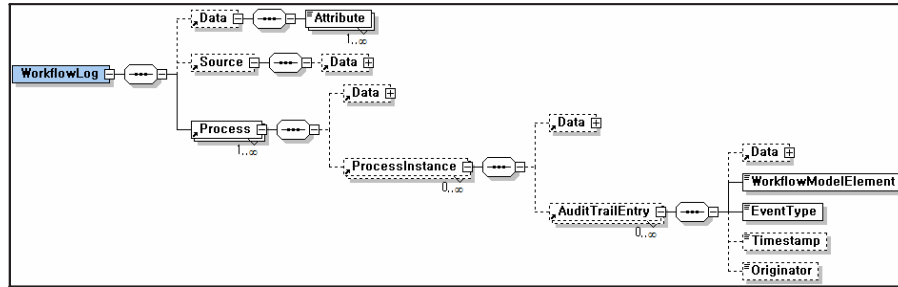 Data
Attribute
1..∞
WorkflowLog
Source
Data
Process
1..∞
Data
ProcessInstance
0..∞
Data
AuditTrailEntry
0..∞
Data
WorkflowModelElement
EventType
Timestamp
Originator